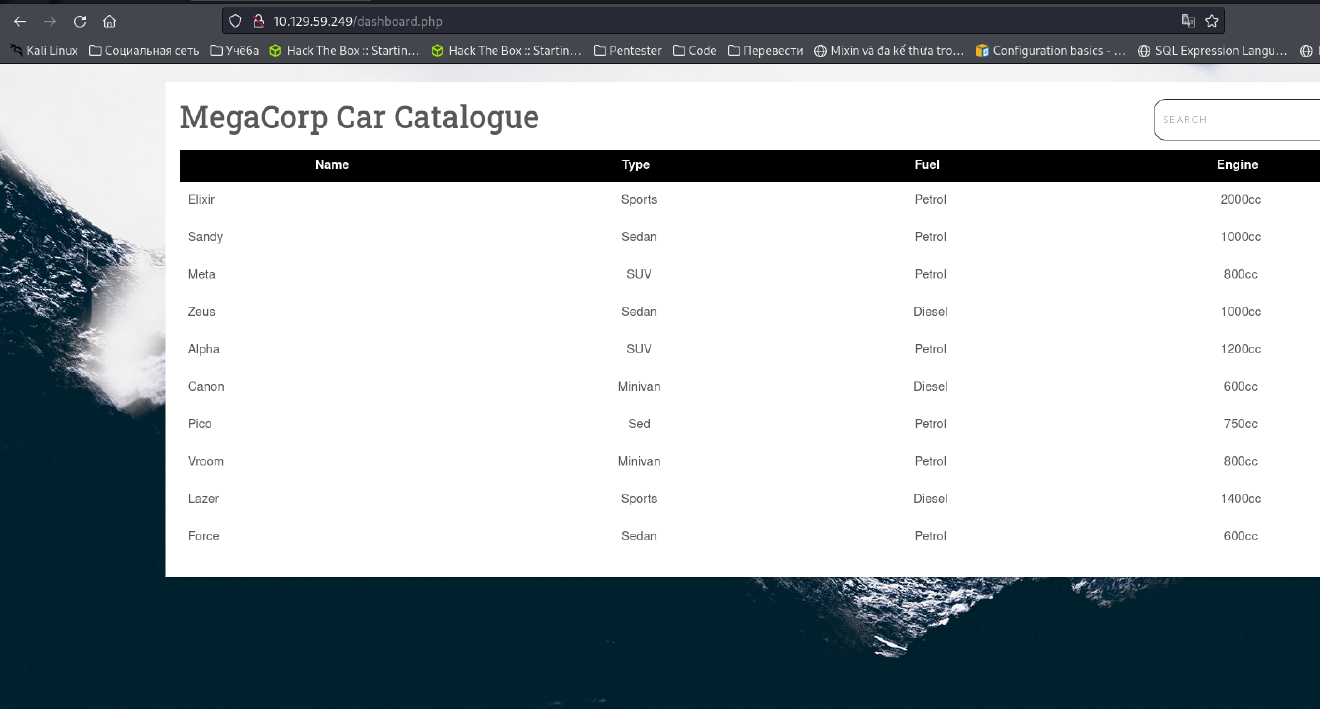 10.129.59.249/dashboard.php
Kali Linux Социальная сеть Учёба Hack The Box :: Startin… Hack The Box :: Startin… Pentester Code Перевести Mixin và đa kế thừa tro… Configuration basics - … SQL Expression Langu…
MegaCorp Car Catalogue
SEARCH
Name Type Fuel Engine
Elixir Sports Petrol 2000cc
Sandy Sedan Petrol 1000cc
Meta SUV Petrol 800cc
Zeus Sedan Diesel 1000cc
Alpha SUV Petrol 1200cc
Canon Minivan Diesel 600cc
Pico Sed Petrol 750cc
Vroom Minivan Petrol 800cc
Lazer Sports Diesel 1400cc
Force Sedan Petrol 600cc